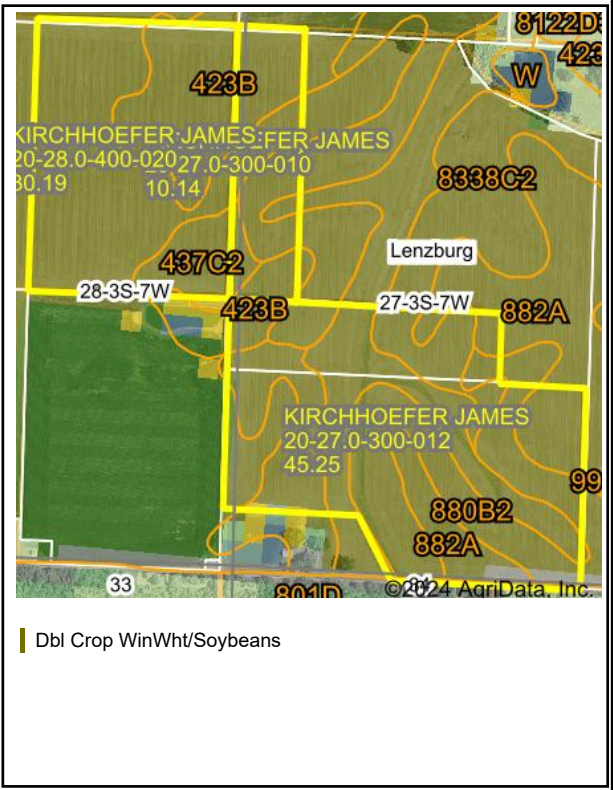 8122D
423
423B
W
KIRCHHOEFER JAMES
20-28.0-400-020
30.19
JAMES
27.0-300-010
10.14
8338C2
Lenzburg
437C2
28-3S-7W
423B
27-3S-7W
882A
KIRCHHOEFER JAMES
20-27.0-300-012
45.25
99
880B2
882A
33
801D
©2024 AgriData, Inc.
Dbl Crop WinWht/Soybeans